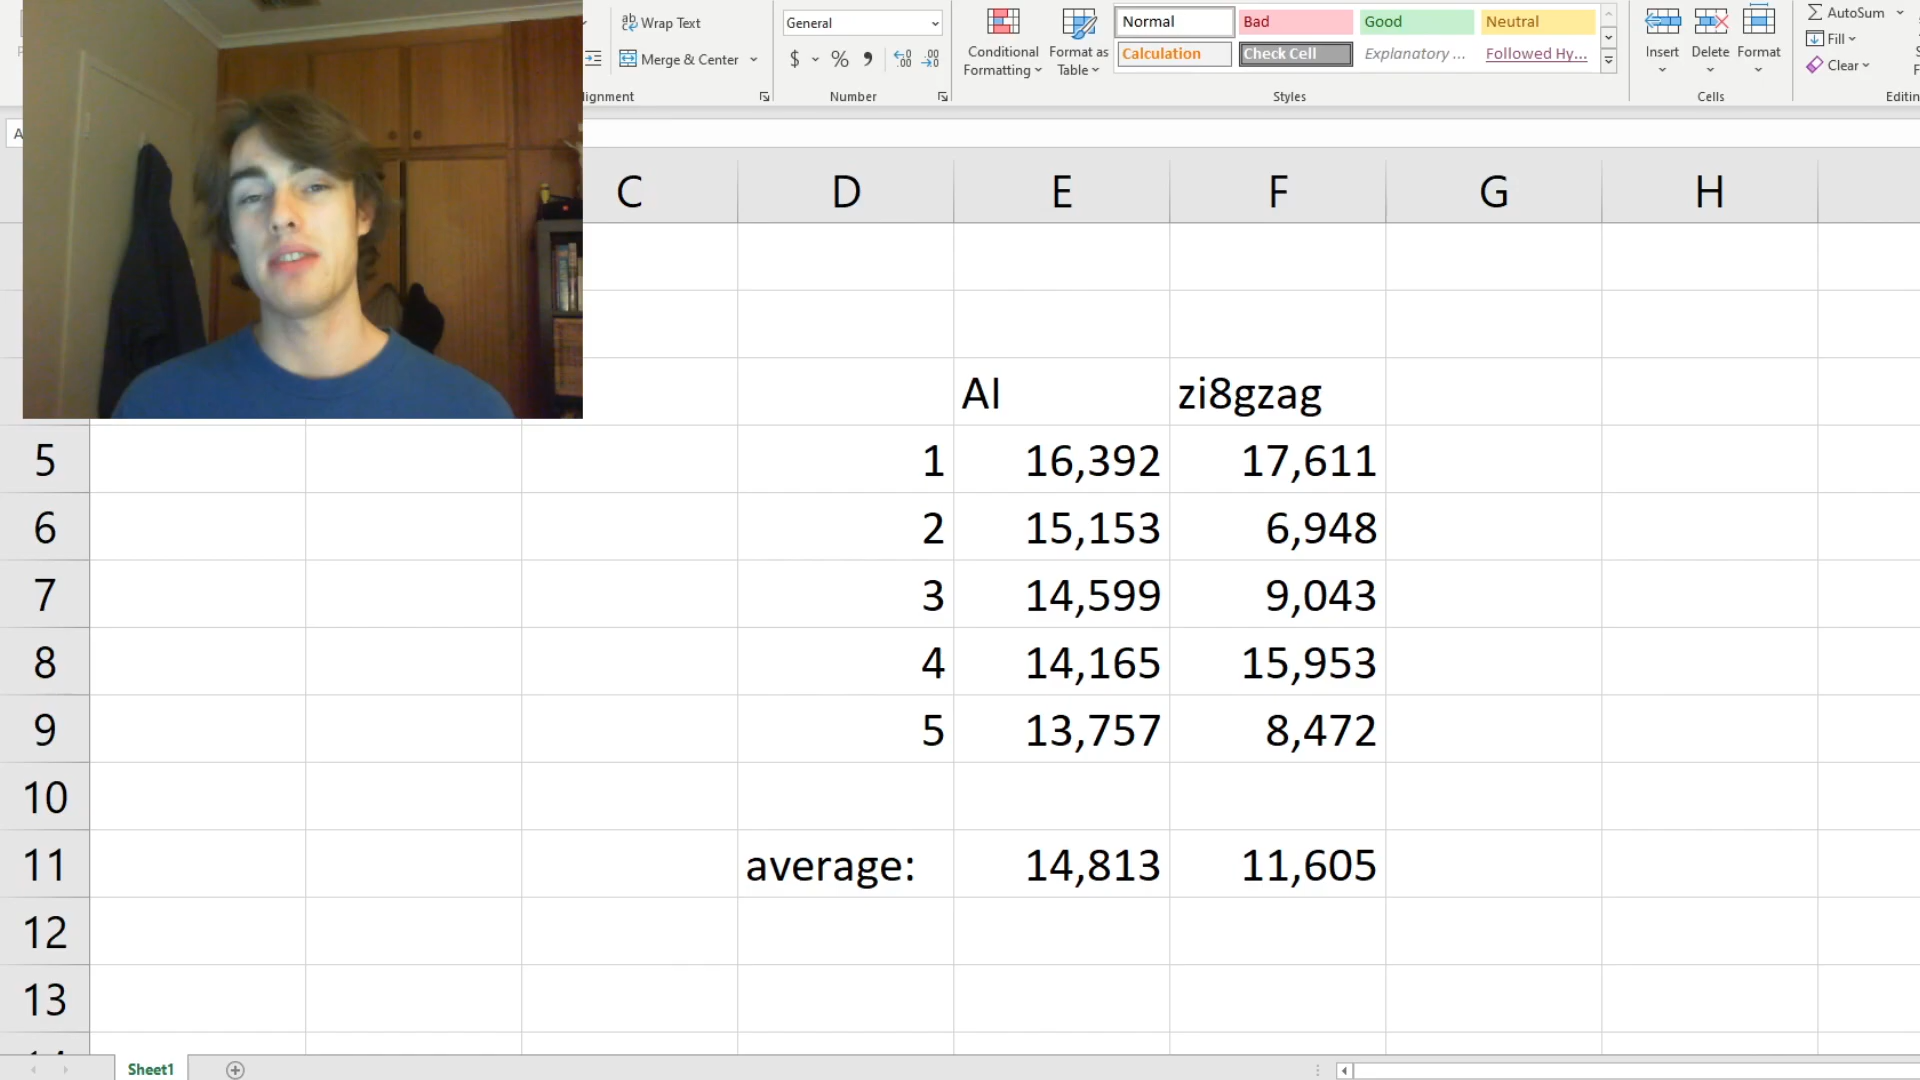 Wrap Text
General
Merge & Center
$ % ,
lignment
Number
Conditional
Formatting
Format as
Table
Normal
Bad
Good
Neutral
Calculation
Check Cell
Explanatory ...
Followed Hy...
Styles
Insert
Delete
Format
Cells
AutoSum
Fill
Clear
Editin
A
C D E F G H
AI zi8gzag
5 1 16,392 17,611
6 2 15,153 6,948
7 3 14,599 9,043
8 4 14,165 15,953
9 5 13,757 8,472
10
11 average: 14,813 11,605
12
13
Sheet1